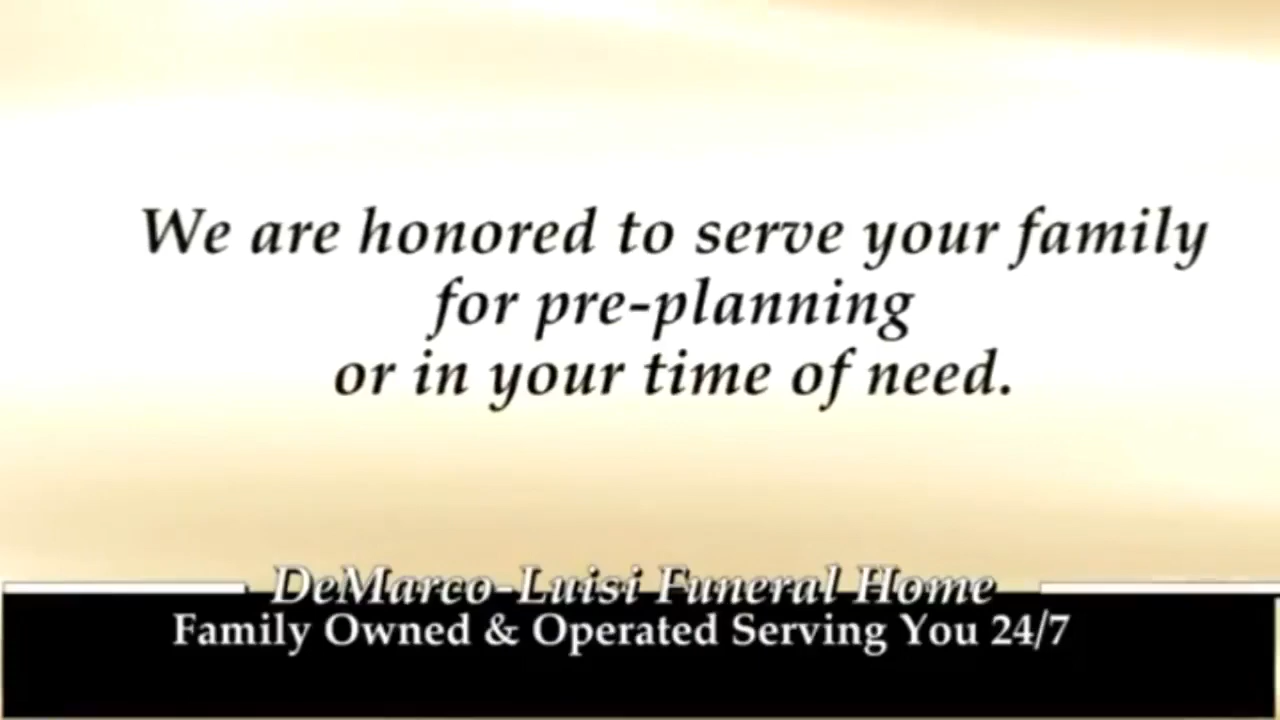 We are honored to serve your family
for pre-planning
or in your time of need.
DeMarco-Luisi Funeral Home
Family Owned & Operated Serving You 24/7